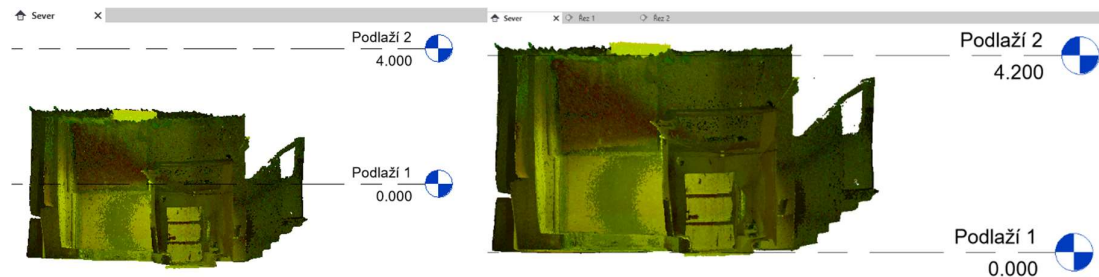 Sever
Podlaží 2
4.000
Podlaží 1
0.000
Sever
Řez 1
Řez 2
Podlaží 2
4.200
Podlaží 1
0.000